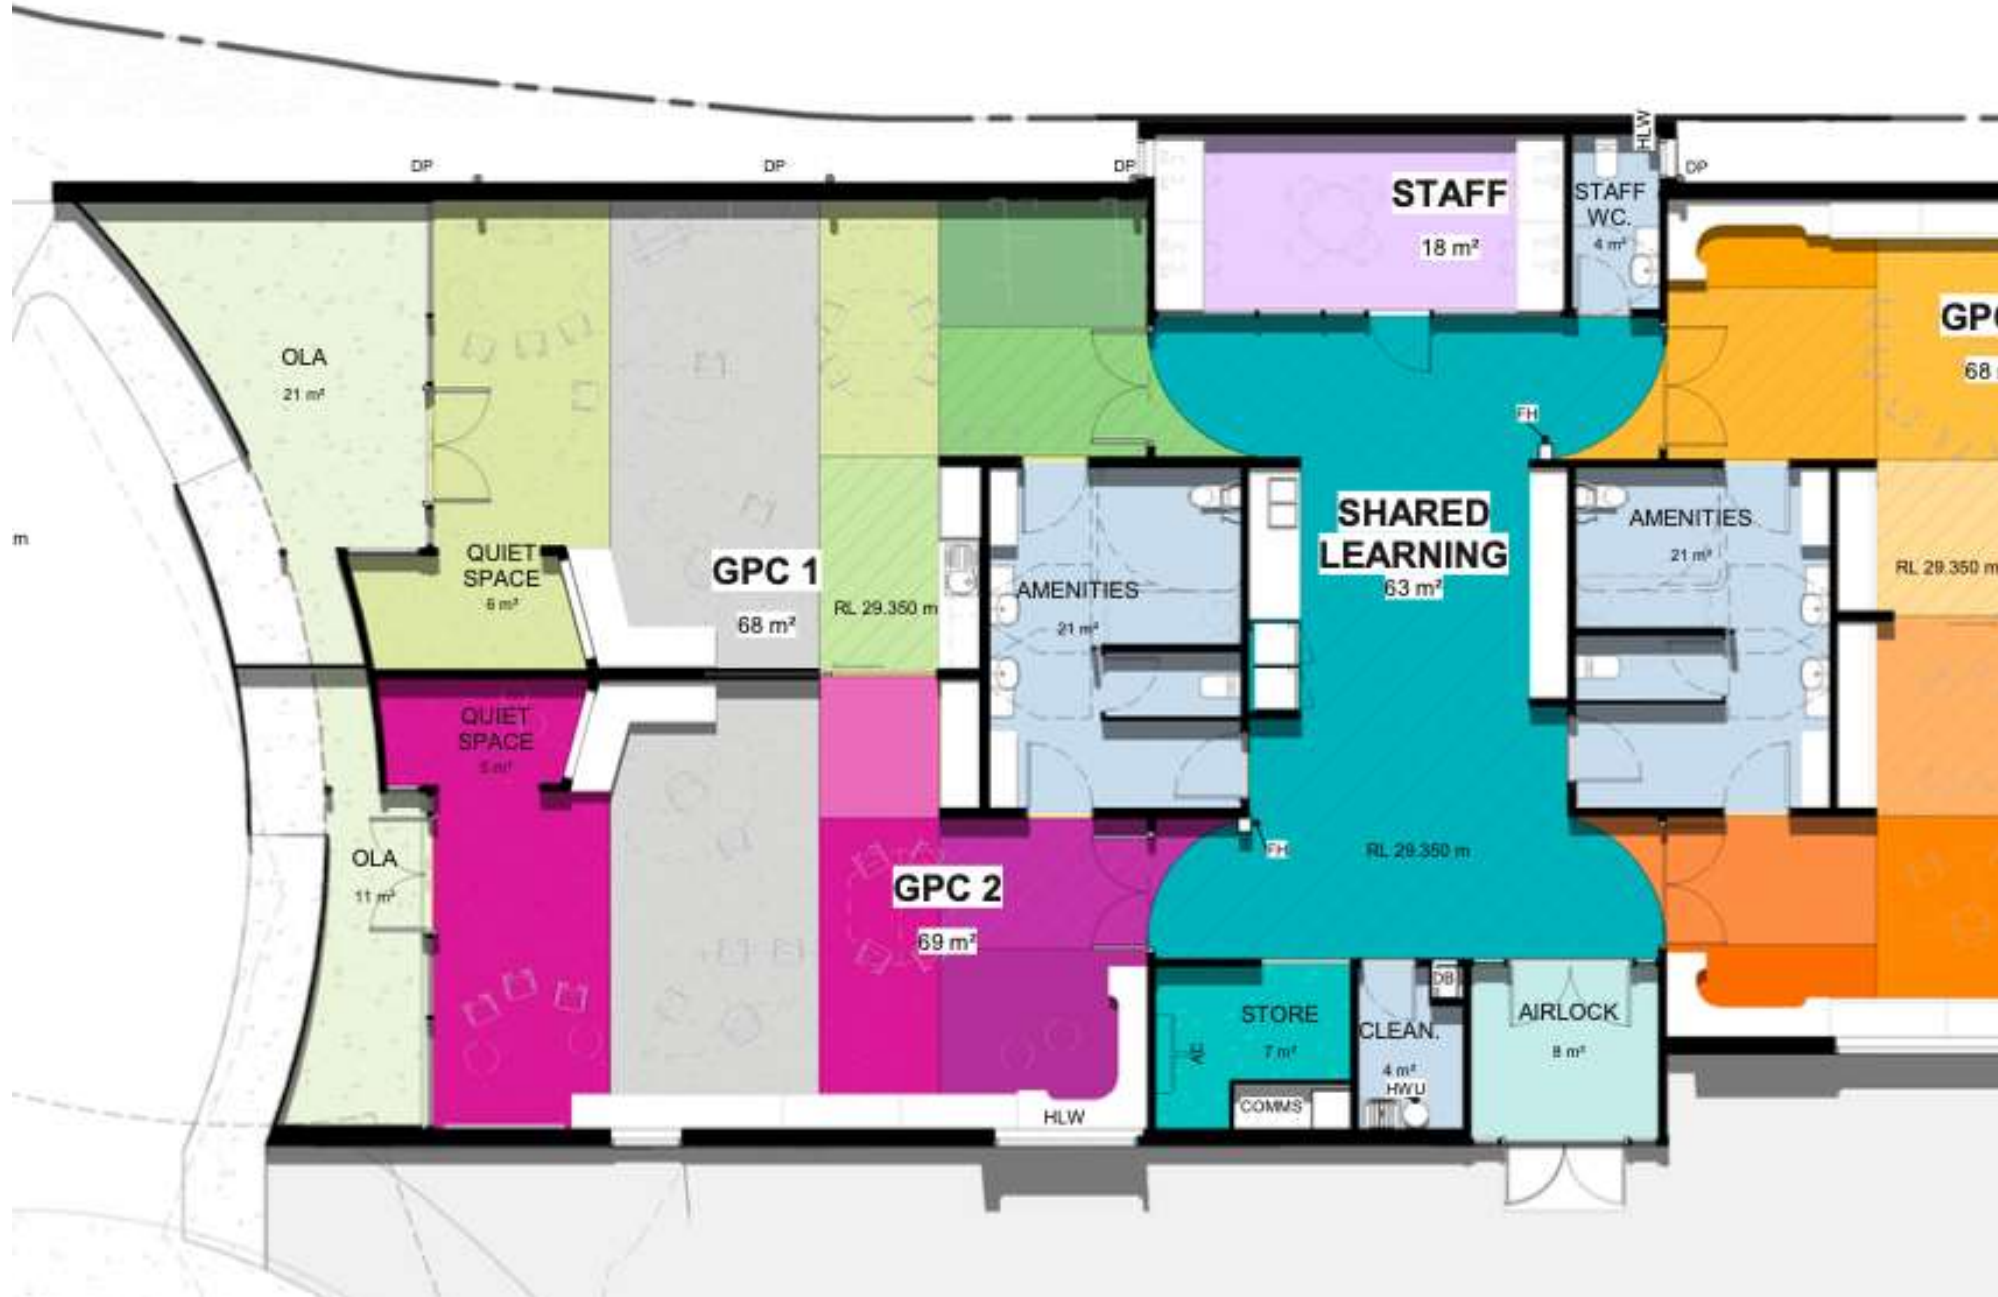 HLW
DP
DP
DP
DP
STAFF
18 m²
STAFF
WC.
4 m²
OLA
21 m²
GPC
68
FH
SHARED
LEARNING
63 m²
AMENITIES
21 m²
m
QUIET
SPACE
6 m²
GPC 1
68 m²
RL 29.350 m
AMENITIES
21 m²
RL 29.350 m
QUIET
SPACE
5 m²
OLA
11 m²
GPC 2
69 m²
FH
RL 29.350 m
DB
STORE
7 m²
AC
COMMS
CLEAN.
4 m²
HWU
AIRLOCK
8 m²
HLW